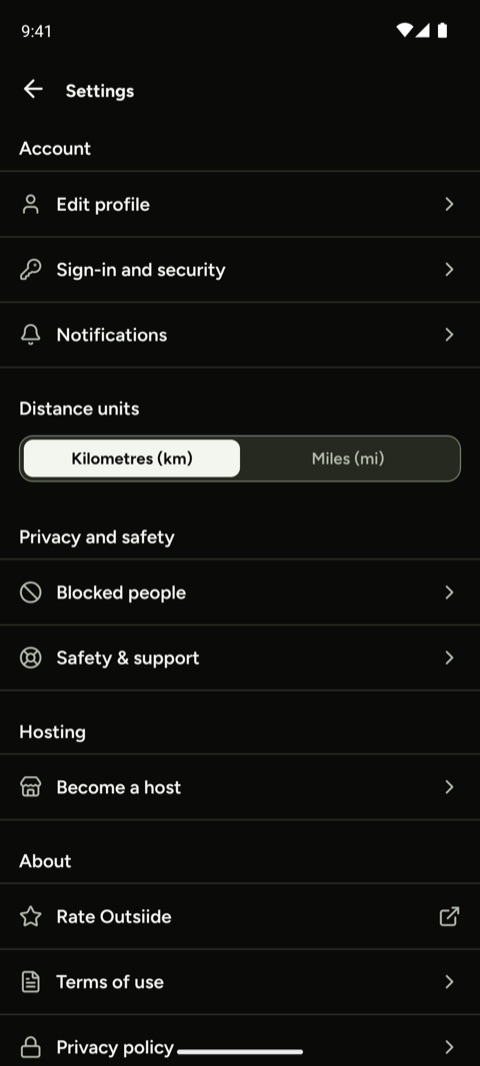 9:41
Settings
Account
Edit profile
Sign-in and security
Notifications
Distance units
Kilometres (km)
Miles (mi)
Privacy and safety
Blocked people
Safety & support
Hosting
Become a host
About
Rate Outsiide
Terms of use
Privacy policy